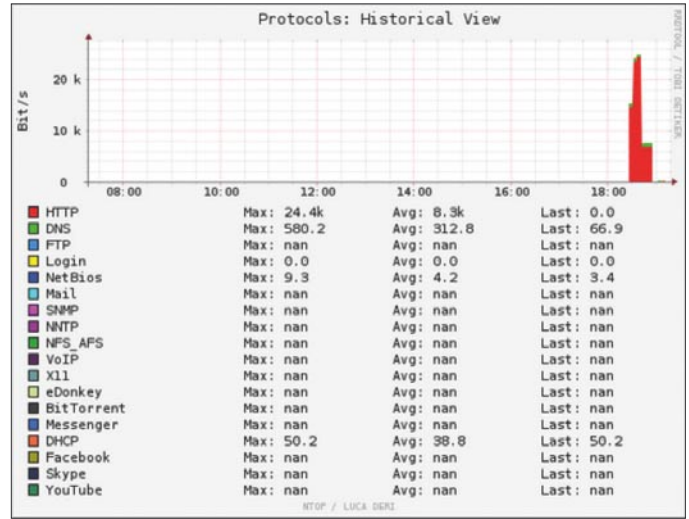 Protocols: Historical View
RRDTOOL / TOBI OETIKER
Bit/s
20 k
10 k
0
08:00 10:00 12:00 14:00 16:00 18:00
HTTP Max: 24.4k Avg: 8.3k Last: 0.0
DNS Max: 580.2 Avg: 312.8 Last: 66.9
FTP Max: nan Avg: nan Last: nan
Login Max: 0.0 Avg: 0.0 Last: 0.0
NetBios Max: 9.3 Avg: 4.2 Last: 3.4
Mail Max: nan Avg: nan Last: nan
SNMP Max: nan Avg: nan Last: nan
NNTP Max: nan Avg: nan Last: nan
NFS_AFS Max: nan Avg: nan Last: nan
VoIP Max: nan Avg: nan Last: nan
X11 Max: nan Avg: nan Last: nan
eDonkey Max: nan Avg: nan Last: nan
BitTorrent Max: nan Avg: nan Last: nan
Messenger Max: nan Avg: nan Last: nan
DHCP Max: 50.2 Avg: 38.8 Last: 50.2
Facebook Max: nan Avg: nan Last: nan
Skype Max: nan Avg: nan Last: nan
YouTube Max: nan Avg: nan Last: nan
NTOP / LUCA DERI